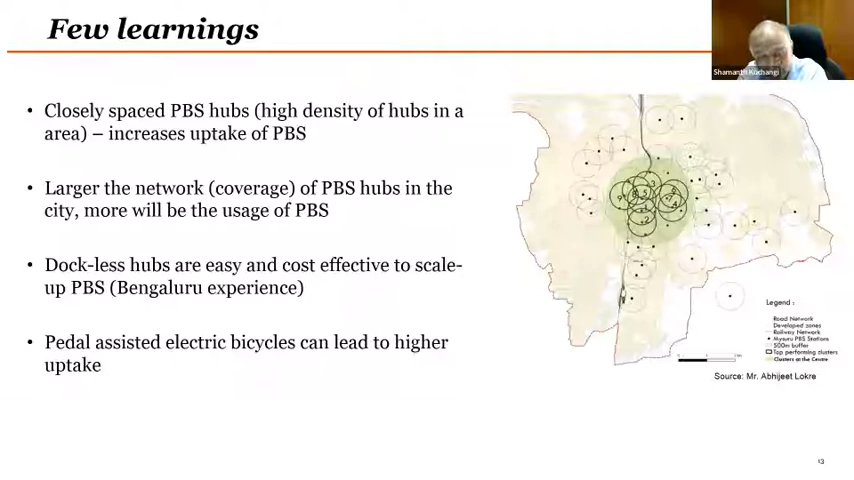 Few learnings
Shamanth Kuchangi
• Closely spaced PBS hubs (high density of hubs in a
area) – increases uptake of PBS
• Larger the network (coverage) of PBS hubs in the
city, more will be the usage of PBS
• Dock-less hubs are easy and cost effective to scale-
up PBS (Bengaluru experience)
• Pedal assisted electric bicycles can lead to higher
uptake
Legend :
Road Network
Developed zones
Railway Network
Mysuru PBS Stations
500m buffer
Top performing clusters
Clusters at the Centre
Source: Mr. Abhijeet Lokre
13